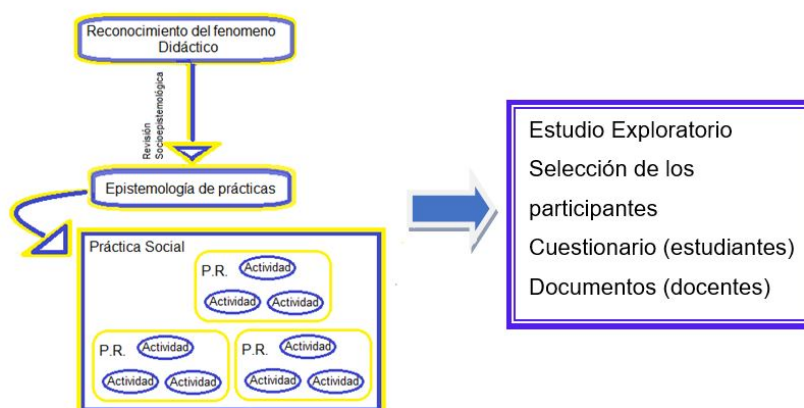 Reconocimiento del fenomeno
Didáctico
Revisión
Socioepistemológica
Epistemología de prácticas
Práctica Social
P.R.
Actividad
Actividad
Actividad
P.R.
Actividad
Actividad
Actividad
P.R.
Actividad
Actividad
Actividad
Estudio Exploratorio
Selección de los
participantes
Cuestionario (estudiantes)
Documentos (docentes)